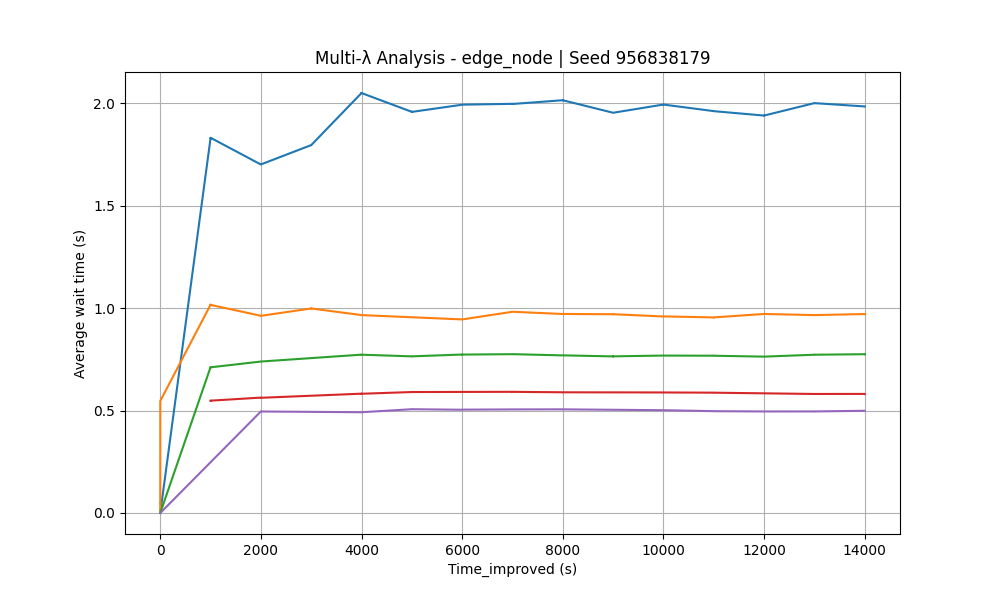 Multi-λ Analysis - edge_node | Seed 956838179
Average wait time (s)
2.0
1.5
1.0
0.5
0.0
0 2000 4000 6000 8000 10000 12000 14000
Time_improved (s)